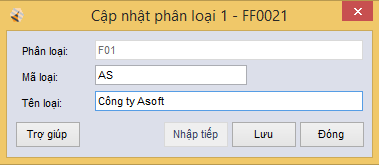 Cập nhật phân loại 1 - FF0021
Phân loại: F01
Mã loại: AS
Tên loại: Công ty Asoft
Trợ giúp Nhập tiếp Lưu Đóng